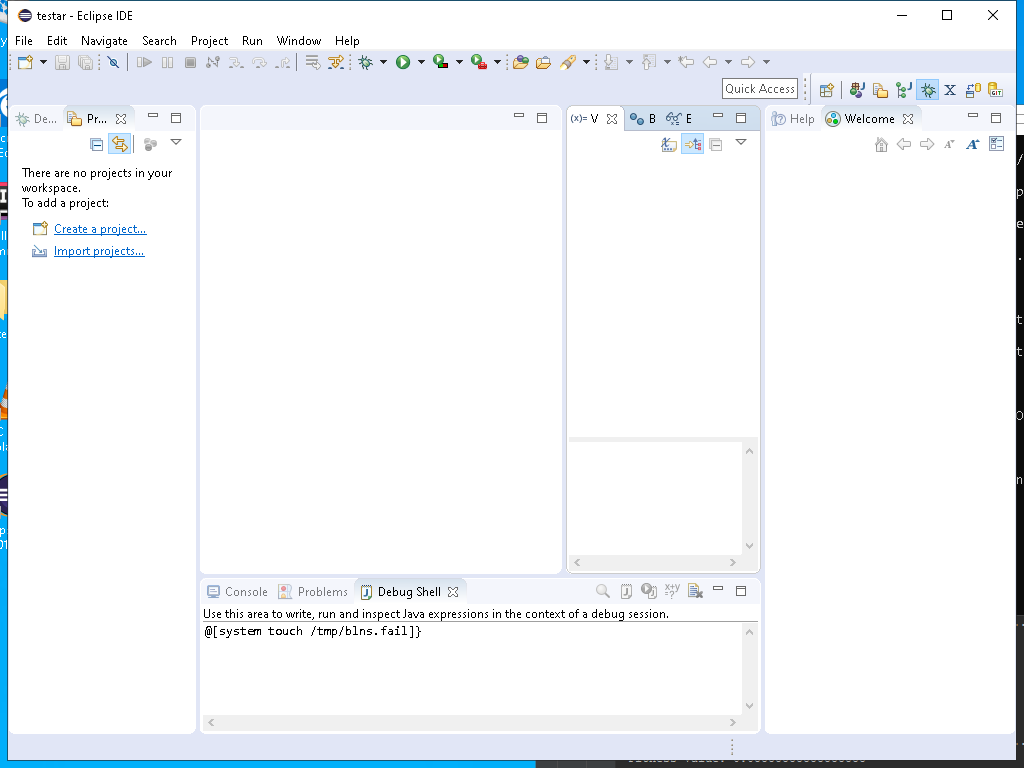 testar - Eclipse IDE
File Edit Navigate Search Project Run Window Help
Quick Access
De... Pr... (x)= V B E Help Welcome
There are no projects in your
workspace.
To add a project:
Create a project...
Import projects...
Console Problems Debug Shell
Use this area to write, run and inspect Java expressions in the context of a debug session.
@[system touch /tmp/blns.fail]}